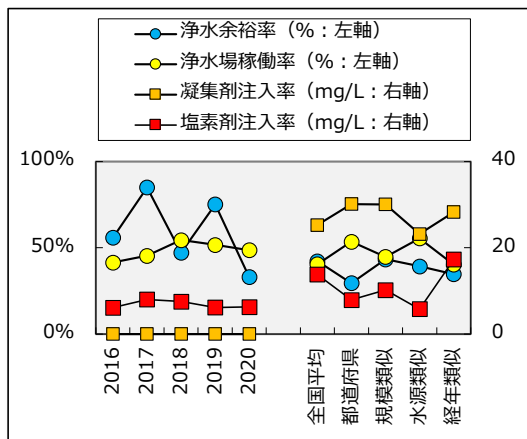 浄水余裕率（%：左軸）
浄水場稼働率（%：左軸）
凝集剤注入率（mg/L：右軸）
塩素剤注入率（mg/L：右軸）
100%
50%
0%
40
20
0
2016
2017
2018
2019
2020
全国平均
都道府県
規模類似
水源類似
経年類似